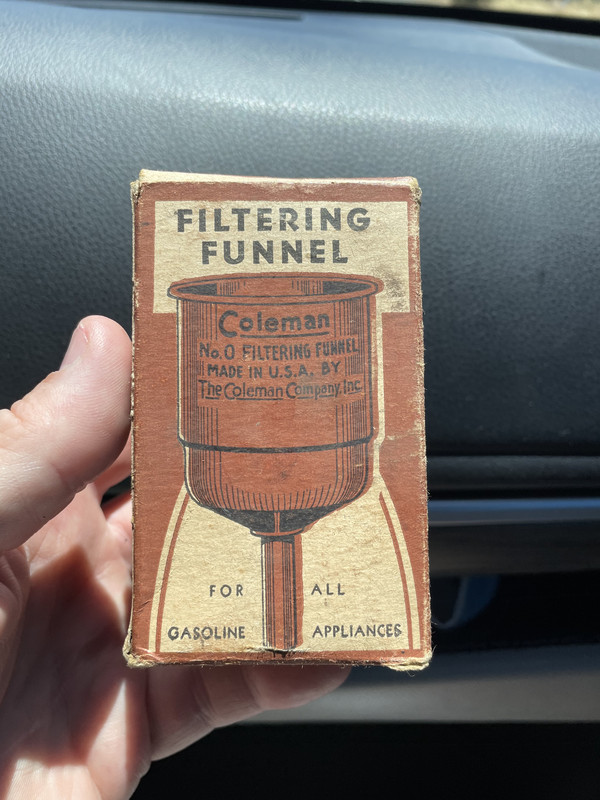 FILTERING
FUNNEL
Coleman
No. 0 FILTERING FUNNEL
MADE IN U.S.A. BY
The Coleman Company, Inc
FOR ALL
GASOLINE APPLIANCES